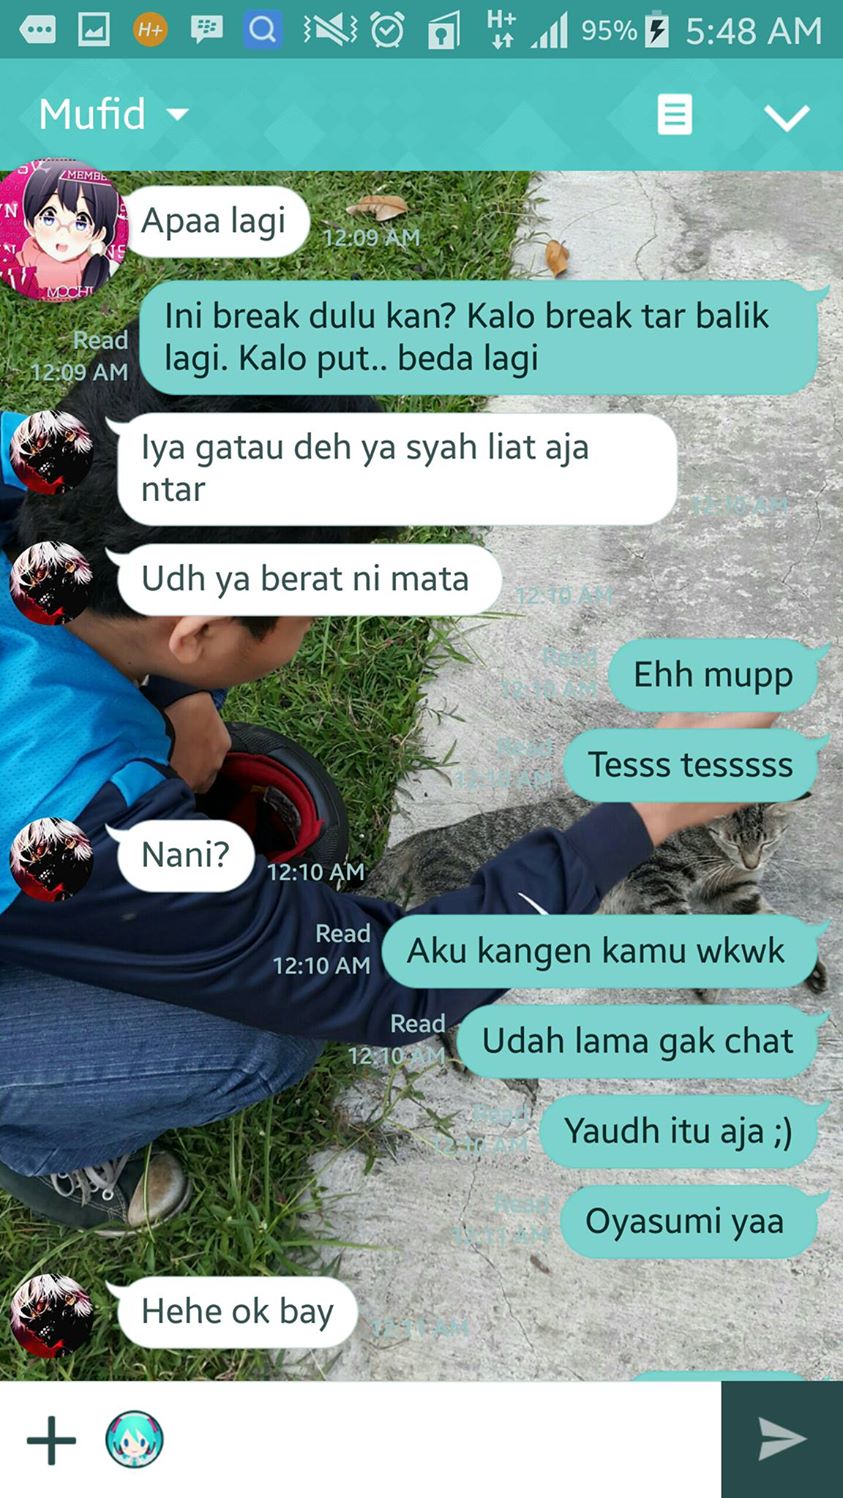 H+
H+
95%
5:48 AM
Mufid
MEMBE
MOCHI
Apaa lagi
12:09 AM
Ini break dulu kan? Kalo break tar balik
lagi. Kalo put.. beda lagi
Read
12:09 AM
Iya gatau deh ya syah liat aja
ntar
12:10 AM
Udh ya berat ni mata
12:10 AM
Ehh mupp
Read
12:10 AM
Tesss tesssss
Read
12:10 AM
Nani?
12:10 AM
Aku kangen kamu wkwk
Read
12:10 AM
Udah lama gak chat
Read
12:10 AM
Yaudh itu aja ;)
Read
12:10 AM
Oyasumi yaa
Read
12:11 AM
Hehe ok bay
12:11 AM